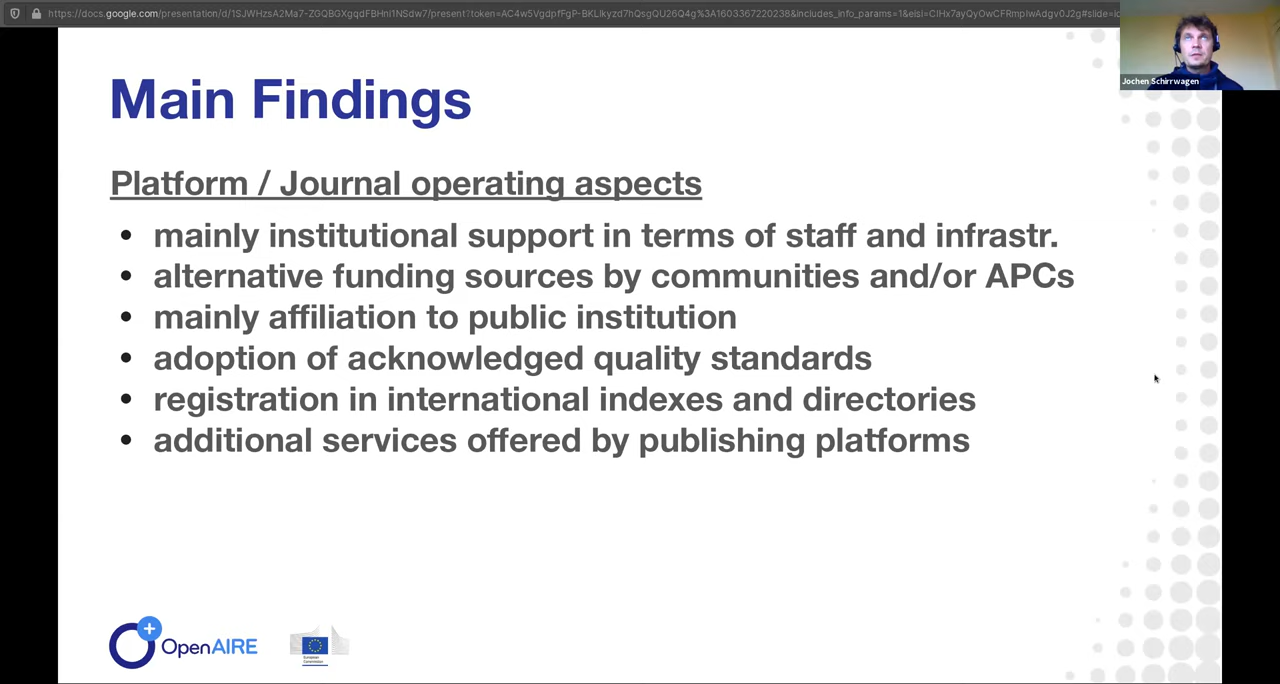 Jochen Schirrwagen
Main Findings
Platform / Journal operating aspects
• mainly institutional support in terms of staff and infrastr.
• alternative funding sources by communities and/or APCs
• mainly affiliation to public institution
• adoption of acknowledged quality standards
• registration in international indexes and directories
• additional services offered by publishing platforms
OpenAIRE
European
Commission